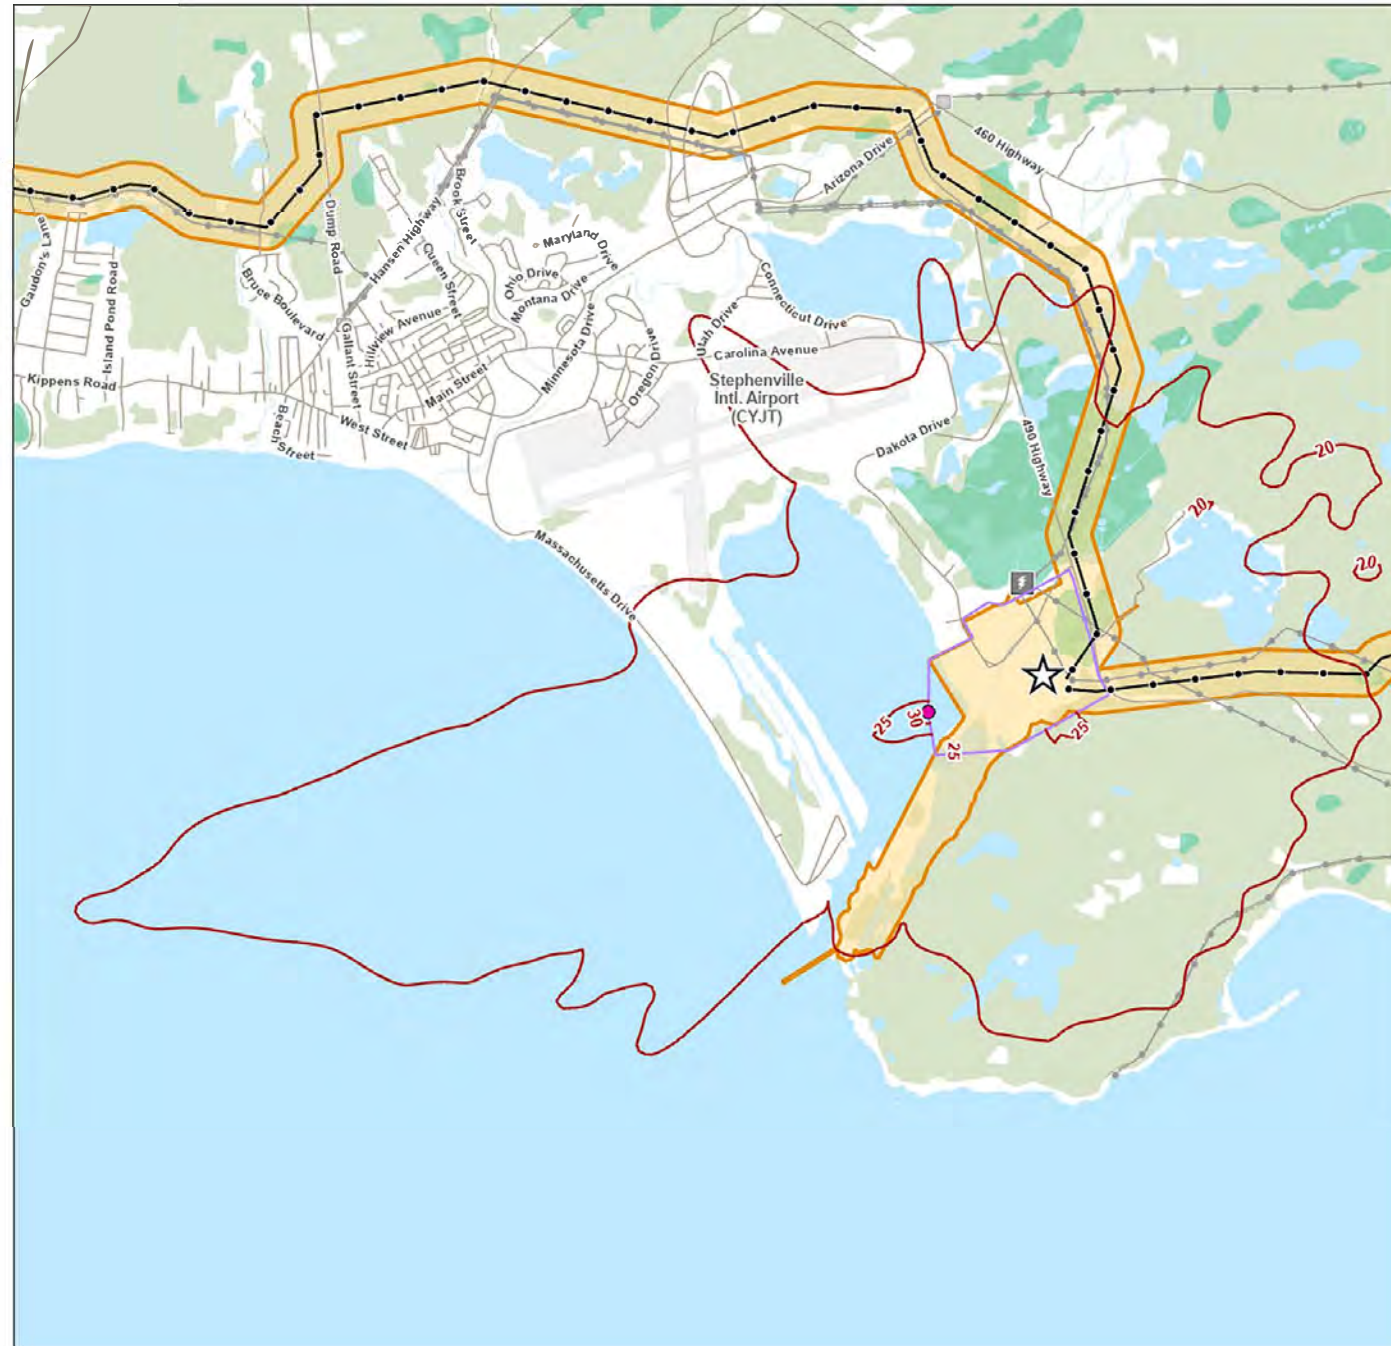 460 Highway
Arizona Drive
Brook Street
Dump Road
Gaudon's Lane
Island Pond Road
Hansen Highway
Queen Street
Maryland Drive
Ohio Drive
Montana Drive
Bruce Boulevard
Hillview Avenue
Gallant Street
Main Street
Minnesota Drive
Oregon Drive
Utah Drive
Connecticut Drive
Carolina Avenue
Stephenville
Intl. Airport
(CYJT)
Kippens Road
Beach Street
West Street
Dakota Drive
490 Highway
20
20
20
Massachusetts Drive
25
30
25
25